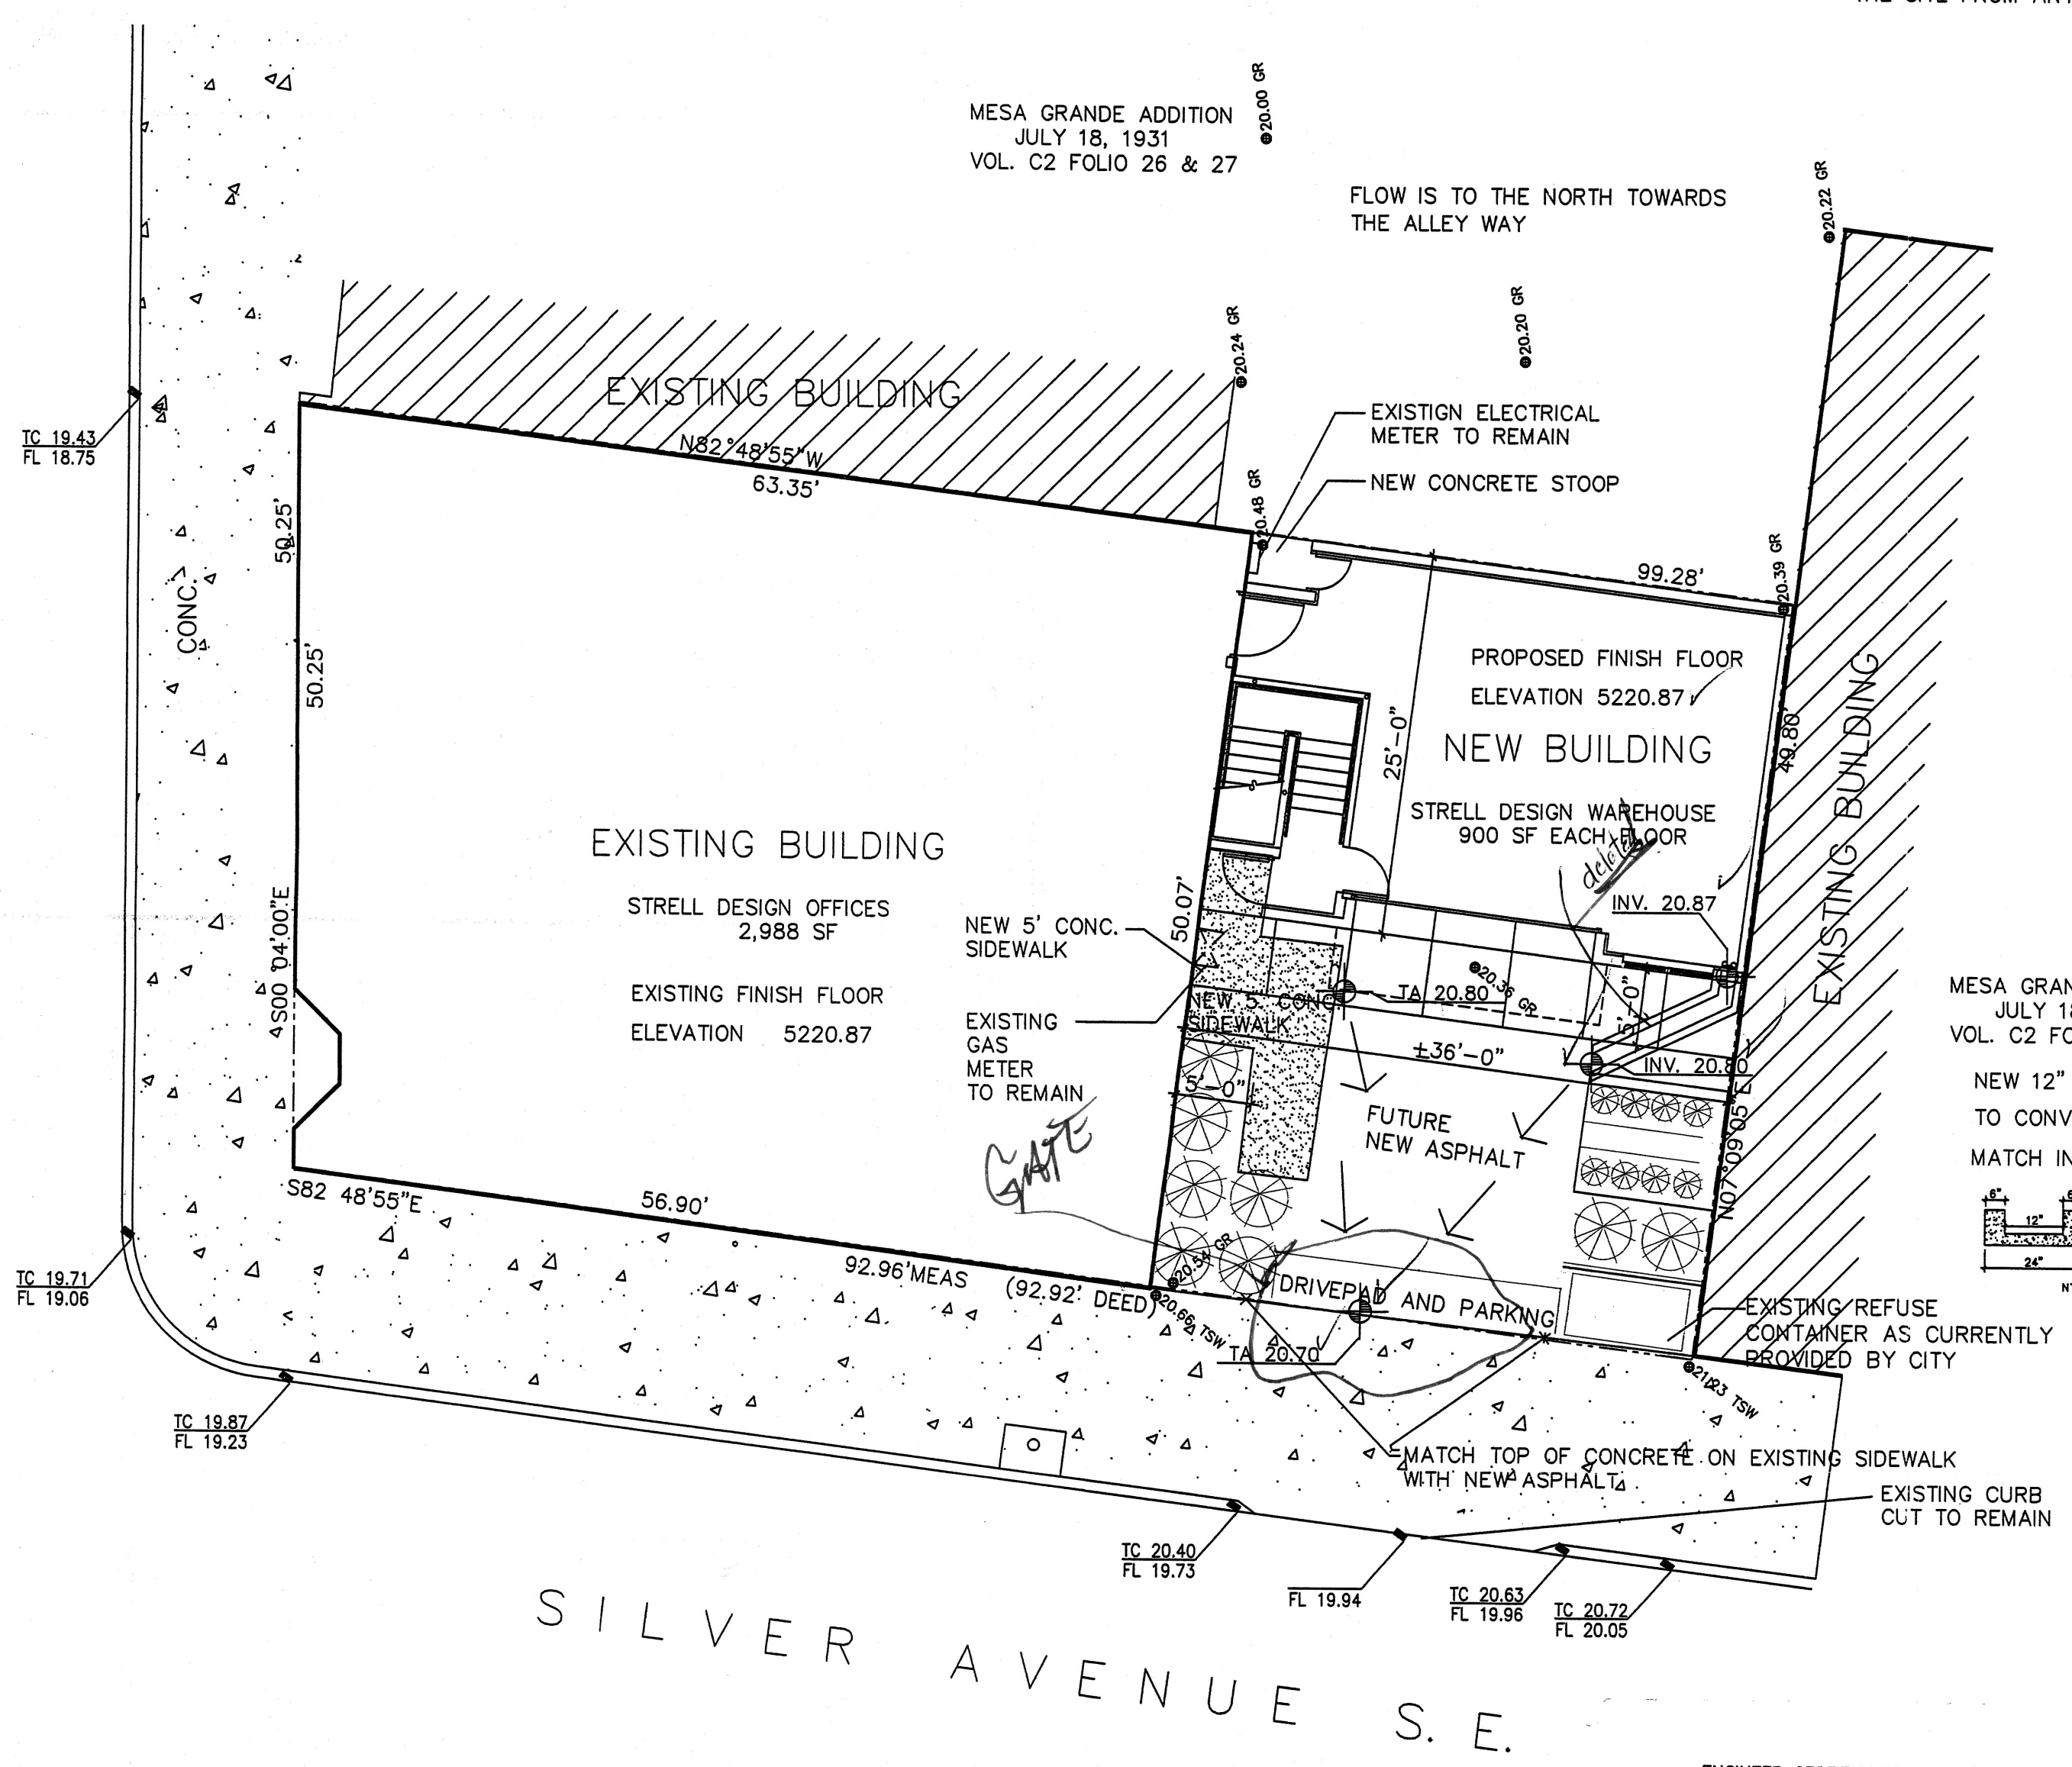 MESA GRANDE ADDITION
JULY 18, 1931
VOL. C2 FOLIO 26 & 27
20.00 GR
FLOW IS TO THE NORTH TOWARDS
THE ALLEY WAY
20.22 GR
20.24 GR
20.20 GR
EXISTING BUILDING
N82°48'55"W
63.35'
EXISTIGN ELECTRICAL
METER TO REMAIN
NEW CONCRETE STOOP
TC 19.43
FL 18.75
20.48 GR
99.28'
20.39 GR
50.25'
CONC.
50.25'
PROPOSED FINISH FLOOR
ELEVATION 5220.87
NEW BUILDING
25'-0"
49.80'
EXISTING BUILDING
STRELL DESIGN WAREHOUSE
900 SF EACH FLOOR
delete
INV. 20.87
EXISTING BUILDING
STRELL DESIGN OFFICES
2,988 SF
EXISTING FINISH FLOOR
ELEVATION 5220.87
S00 04'00"E
NEW 5' CONC.
SIDEWALK
50.07'
EXISTING
GAS
METER
TO REMAIN
NEW 5' CONC.
SIDEWALK
TA 20.80
20.36 GR
5'-0"
±36'-0"
INV. 20.80
5'-0"
FUTURE
NEW ASPHALT
N07°09'05"E
GATE
MESA GRAN
JULY 18
VOL. C2 FO
NEW 12"
TO CONV
MATCH IN
6"
12"
24"
S82 48'55"E
56.90'
92.96'MEAS (92.92' DEED)
20.54 GR
20.66 TSW
DRIVEPAD AND PARKING
TA 20.70
EXISTING REFUSE
CONTAINER AS CURRENTLY
PROVIDED BY CITY
21.23 TSW
TC 19.71
FL 19.06
TC 19.87
FL 19.23
MATCH TOP OF CONCRETE ON EXISTING SIDEWALK
WITH NEW ASPHALT
EXISTING CURB
CUT TO REMAIN
TC 20.40
FL 19.73
FL 19.94
TC 20.63
FL 19.96
TC 20.72
FL 20.05
SILVER AVENUE S.E.